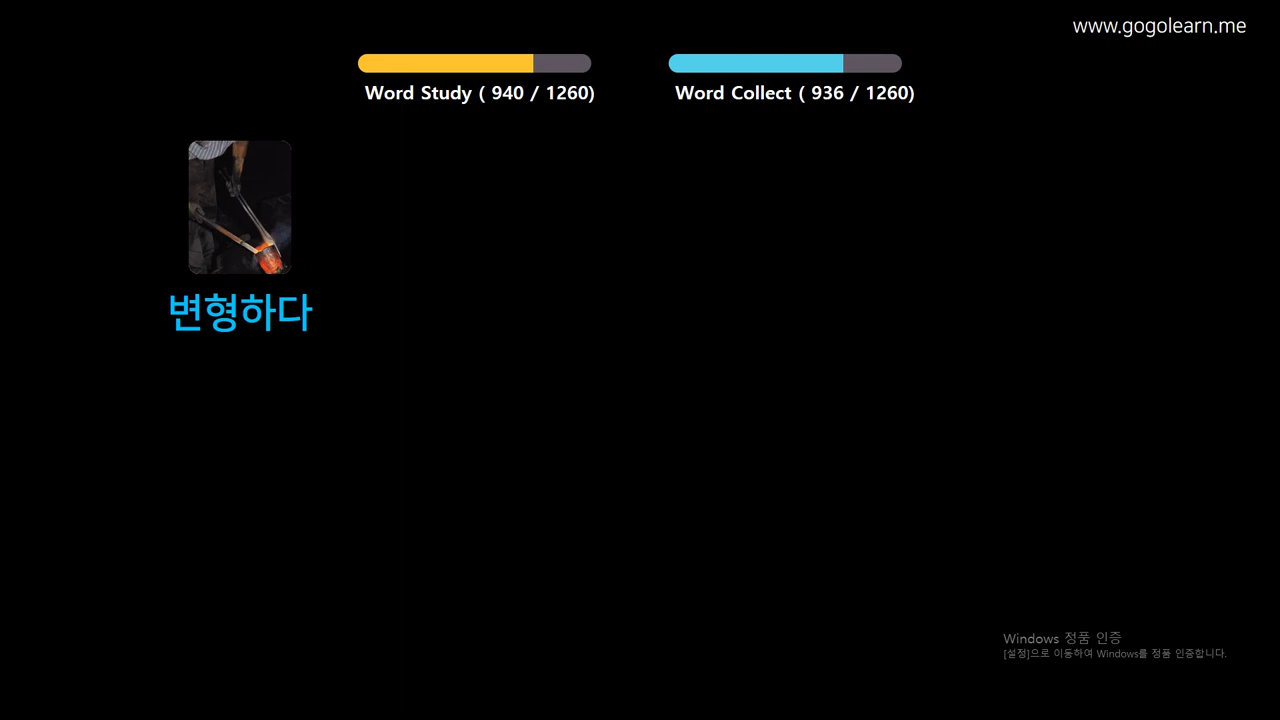 www.gogolearn.me
Word Study ( 940 / 1260)
Word Collect ( 936 / 1260)
변형하다
Windows 정품 인증
[설정]으로 이동하여 Windows를 정품 인증합니다.